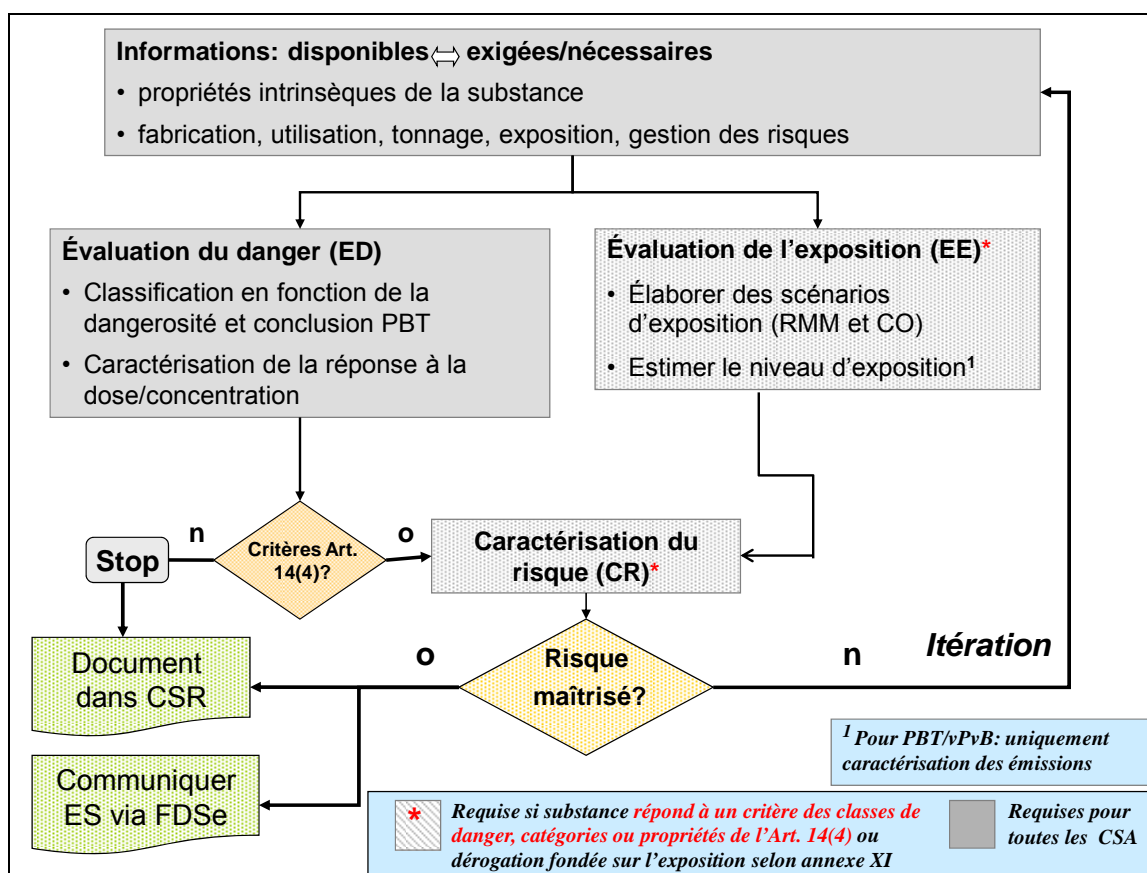 Informations: disponibles ⇔ exigées/nécessaires
• propriétés intrinsèques de la substance
• fabrication, utilisation, tonnage, exposition, gestion des risques
Évaluation du danger (ED)
• Classification en fonction de la
dangerosité et conclusion PBT
• Caractérisation de la réponse à la
dose/concentration
Évaluation de l’exposition (EE)*
• Élaborer des scénarios
d’exposition (RMM et CO)
• Estimer le niveau d’exposition¹
n
Critères Art.
14(4)?
o
Stop
Caractérisation du
risque (CR)*
Document
dans CSR
o
Risque
maîtrisé?
n
Itération
Communiquer
ES via FDSe
¹ Pour PBT/vPvB: uniquement
caractérisation des émissions
*
Requise si substance répond à un critère des classes de
danger, catégories ou propriétés de l’Art. 14(4) ou
dérogation fondée sur l’exposition selon annexe XI
Requises pour
toutes les CSA